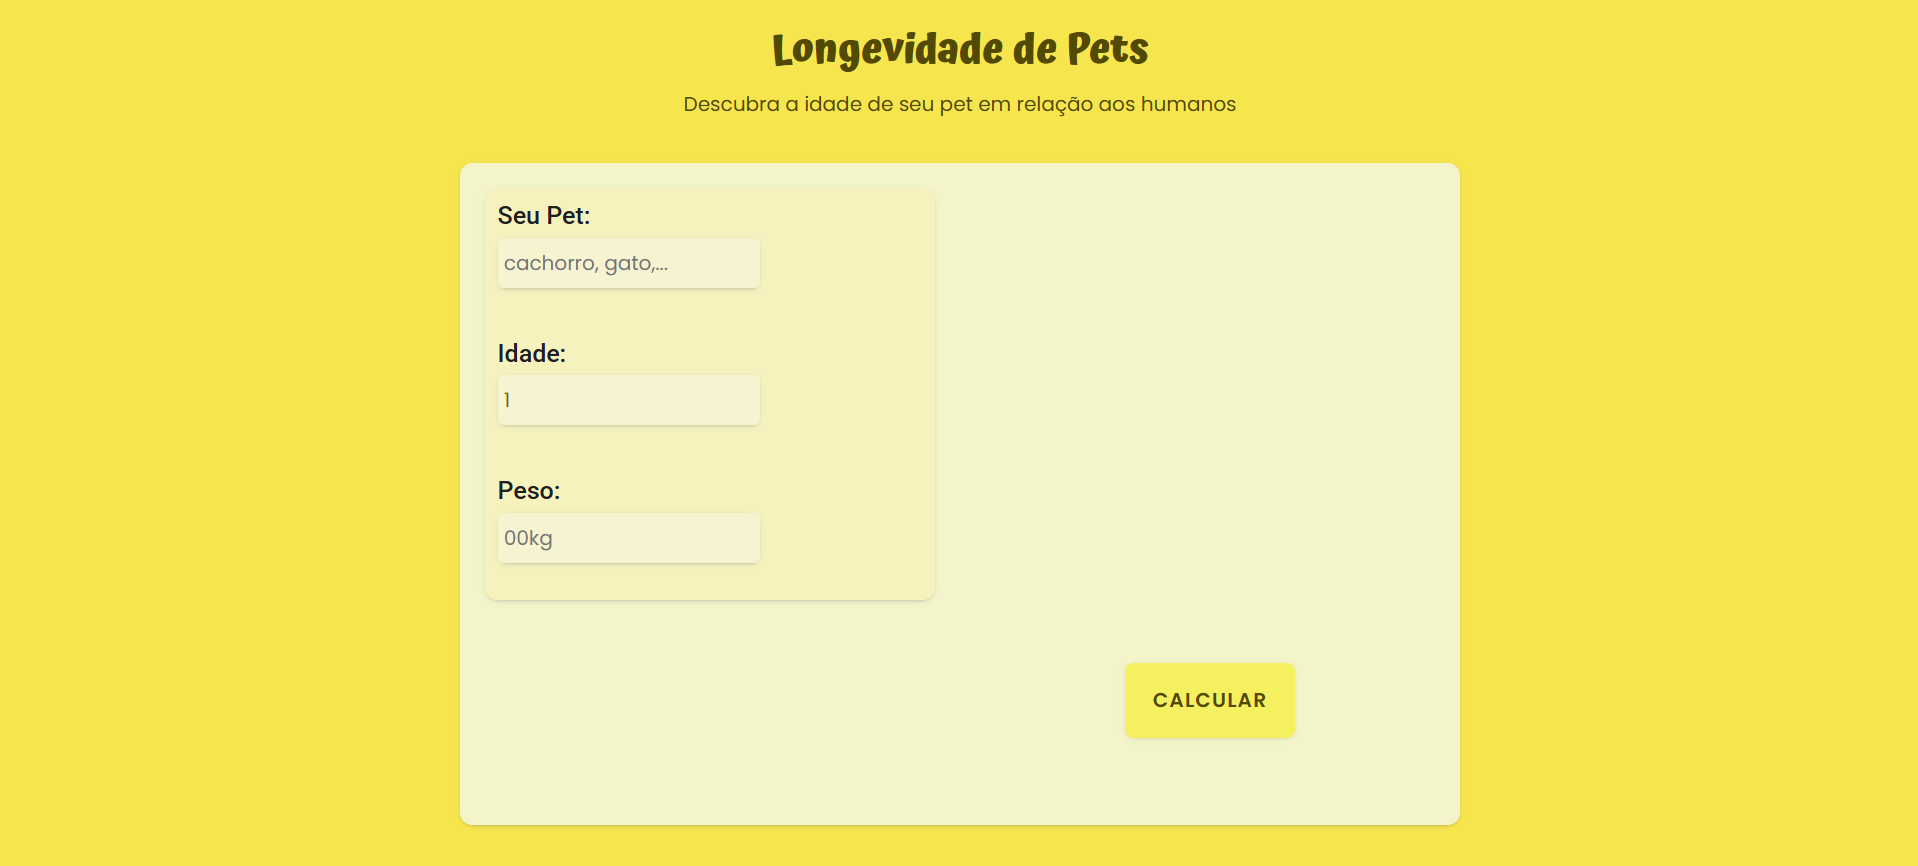 Longevidade de Pets
Descubra a idade de seu pet em relação aos humanos
Seu Pet:
cachorro, gato,...
Idade:
1
Peso:
00kg
CALCULAR